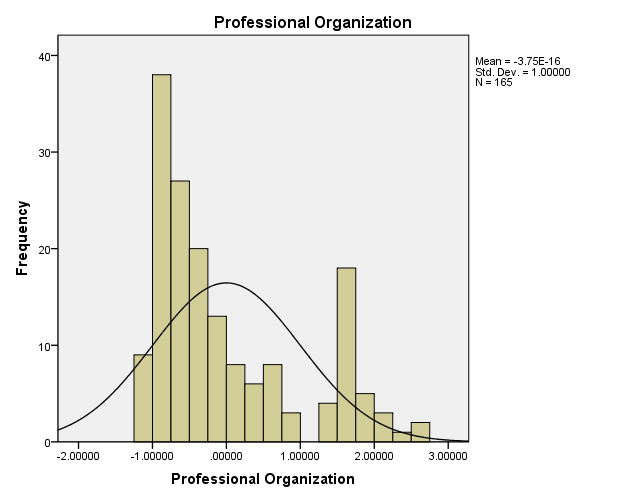 Professional Organization
Mean = -3.75E-16
Std. Dev. = 1.00000
N = 165
40
30
20
10
0
Frequency
-2.00000 -1.00000 .00000 1.00000 2.00000 3.00000
Professional Organization